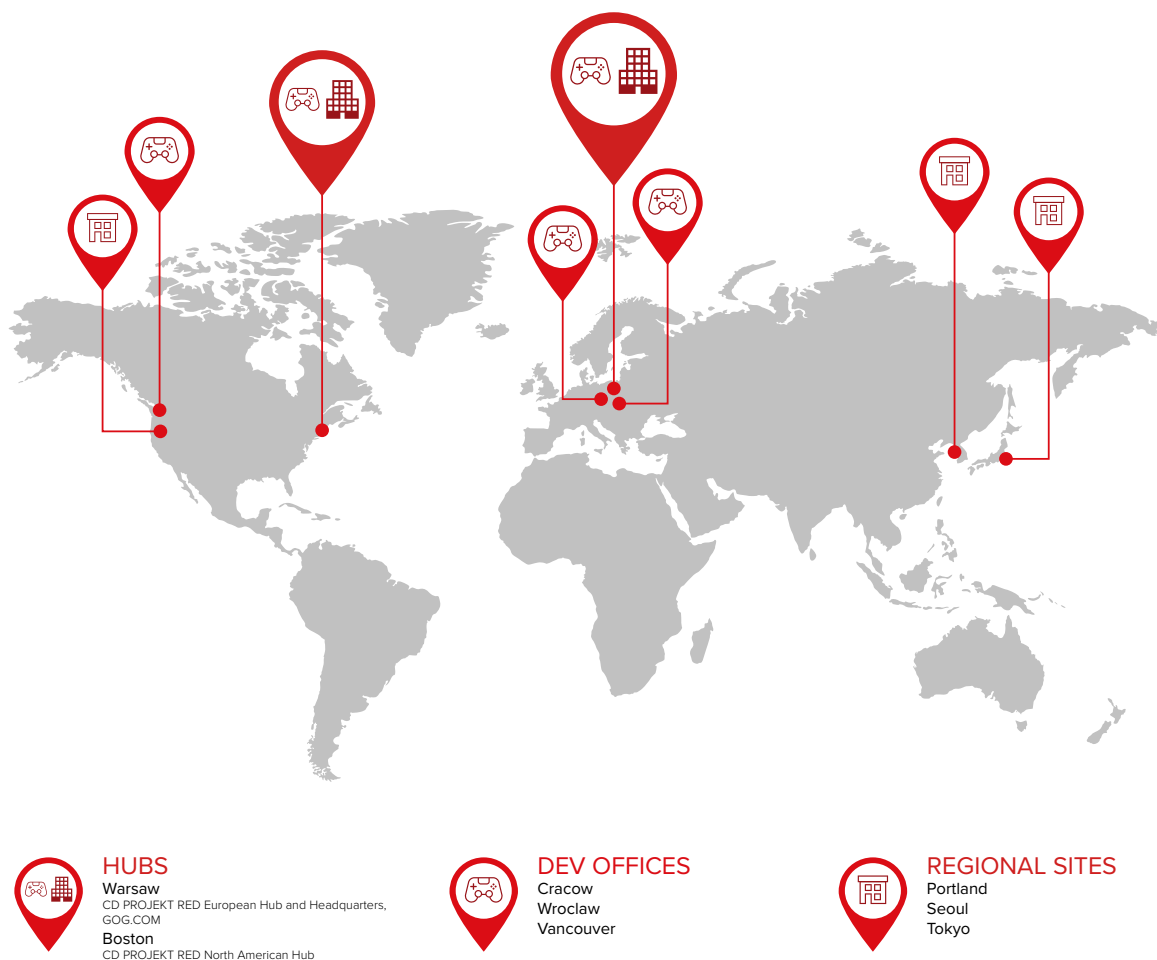 HUBS
Warsaw
CD PROJEKT RED European Hub and Headquarters,
GOG.COM
Boston
CD PROJEKT RED North American Hub
DEV OFFICES
Cracow
Wroclaw
Vancouver
REGIONAL SITES
Portland
Seoul
Tokyo